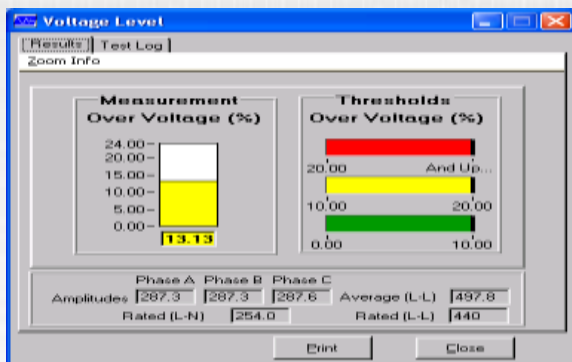 Voltage Level
Results Test Log
Zoom Info
Measurement
Over Voltage (%)
24.00
20.00
15.00
10.00
5.00
0.00
13.13
Thresholds
Over Voltage (%)
20.00 And Up...
10.00 20.00
0.00 10.00
Phase A Phase B Phase C
Amplitudes 287.3 287.3 287.6 Average (L-L) 497.8
Rated (L-N) 254.0 Rated (L-L) 440
Print Close